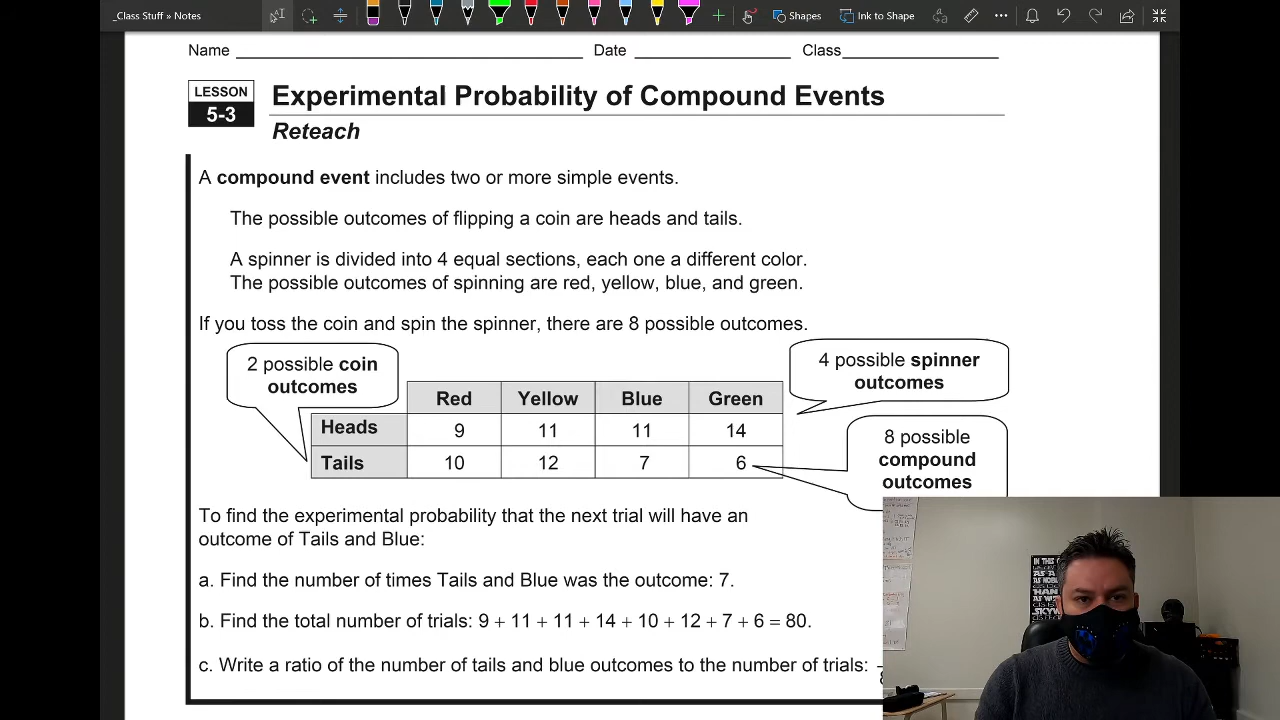 _Class Stuff » Notes
Shapes
Ink to Shape
Name
Date
Class
LESSON
5-3
Experimental Probability of Compound Events
Reteach
A compound event includes two or more simple events.
The possible outcomes of flipping a coin are heads and tails.
A spinner is divided into 4 equal sections, each one a different color.
The possible outcomes of spinning are red, yellow, blue, and green.
If you toss the coin and spin the spinner, there are 8 possible outcomes.
2 possible coin
outcomes
4 possible spinner
outcomes
Red Yellow Blue Green
Heads 9 11 11 14
Tails 10 12 7 6
8 possible
compound
outcomes
To find the experimental probability that the next trial will have an
outcome of Tails and Blue:
a. Find the number of times Tails and Blue was the outcome: 7.
b. Find the total number of trials: 9 + 11 + 11 + 14 + 10 + 12 + 7 + 6 = 80.
c. Write a ratio of the number of tails and blue outcomes to the number of trials:
IN THIS
AS A
AS NOBL
AS
SKYW